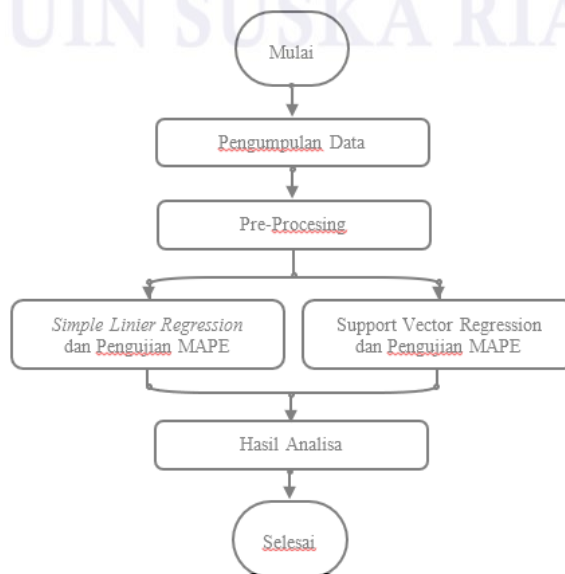 UIN SUSKA RIA
Mulai
Pengumpulan Data
Pre-Procesing
Simple Linier Regression
dan Pengujian MAPE
Support Vector Regression
dan Pengujian MAPE
Hasil Analisa
Selesai